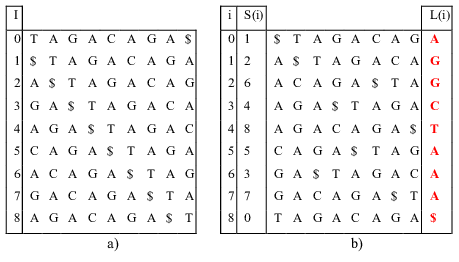 I i S(i) L(i)
0 T A G A C A G A $ 0 1 $ T A G A C A G A
1 $ T A G A C A G A 1 2 A $ T A G A C A G
2 A $ T A G A C A G 2 6 A C A G A $ T A G
3 G A $ T A G A C A 3 4 A G A $ T A G A C
4 A G A $ T A G A C 4 8 A G A C A G A $ T
5 C A G A $ T A G A 5 5 C A G A $ T A G A
6 A C A G A $ T A G 6 3 G A $ T A G A C A
7 G A C A G A $ T A 7 7 G A C A G A $ T A
8 A G A C A G A $ T 8 0 T A G A C A G A $
a) b)